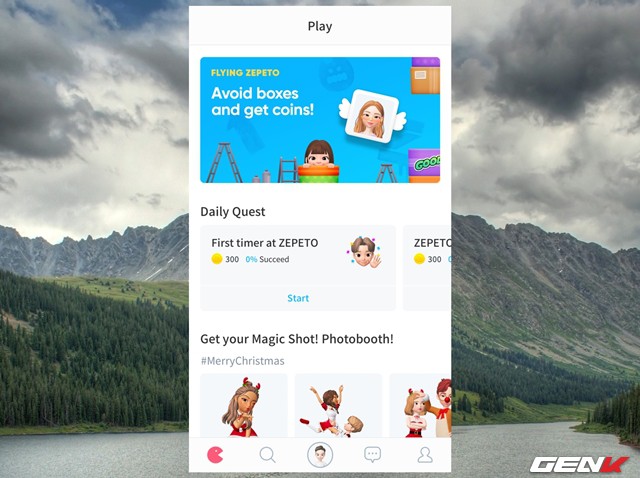 Play
FLYING ZEPETO
Avoid boxes
and get coins!
GOOD
Daily Quest
First timer at ZEPETO
300 0% Succeed
Start
ZEPETO
300
Get your Magic Shot! Photobooth!
#MerryChristmas
GENK